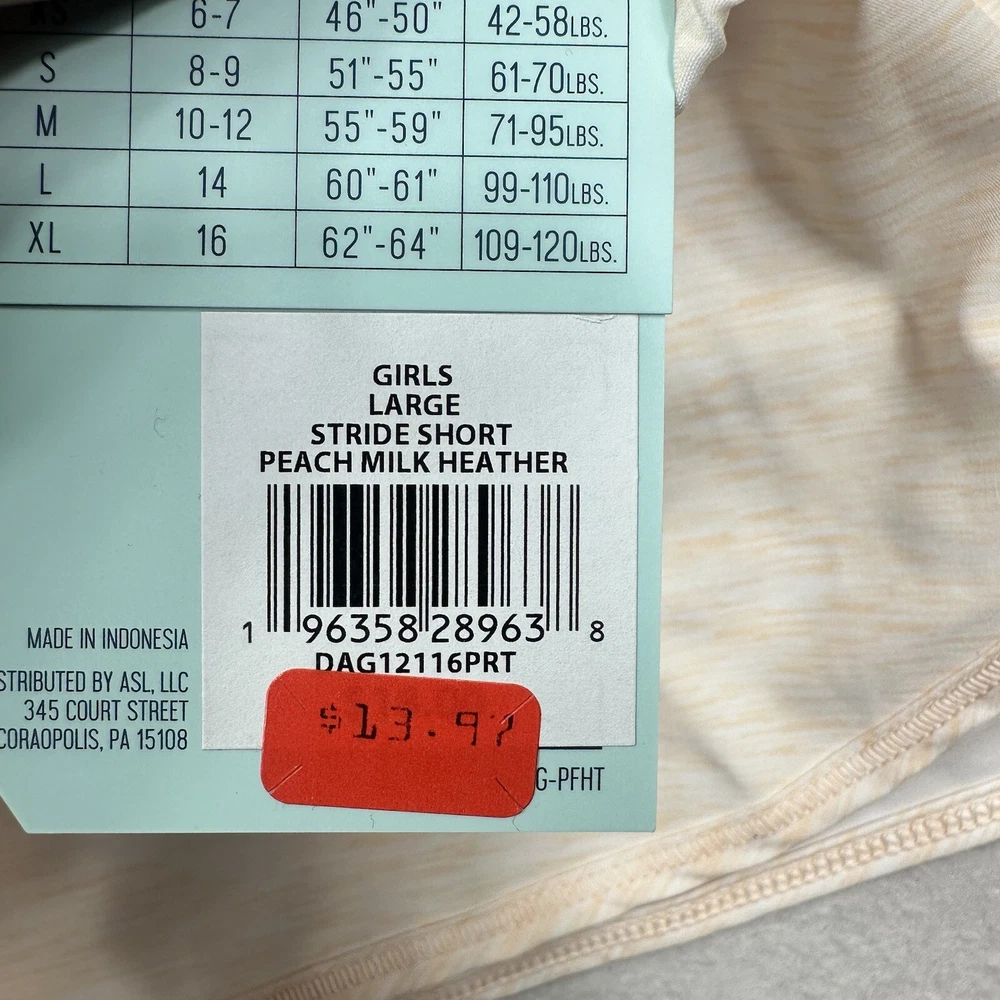 XS 6-7 46"-50" 42-58LBS.
S 8-9 51"-55" 61-70LBS.
M 10-12 55"-59" 71-95LBS.
L 14 60"-61" 99-110LBS.
XL 16 62"-64" 109-120LBS.
GIRLS
LARGE
STRIDE SHORT
PEACH MILK HEATHER
1 96358 28963 8
DAG12116PRT
MADE IN INDONESIA
STRIBUTED BY ASL, LLC
345 COURT STREET
CORAOPOLIS, PA 15108
$13.97
G-PFHT